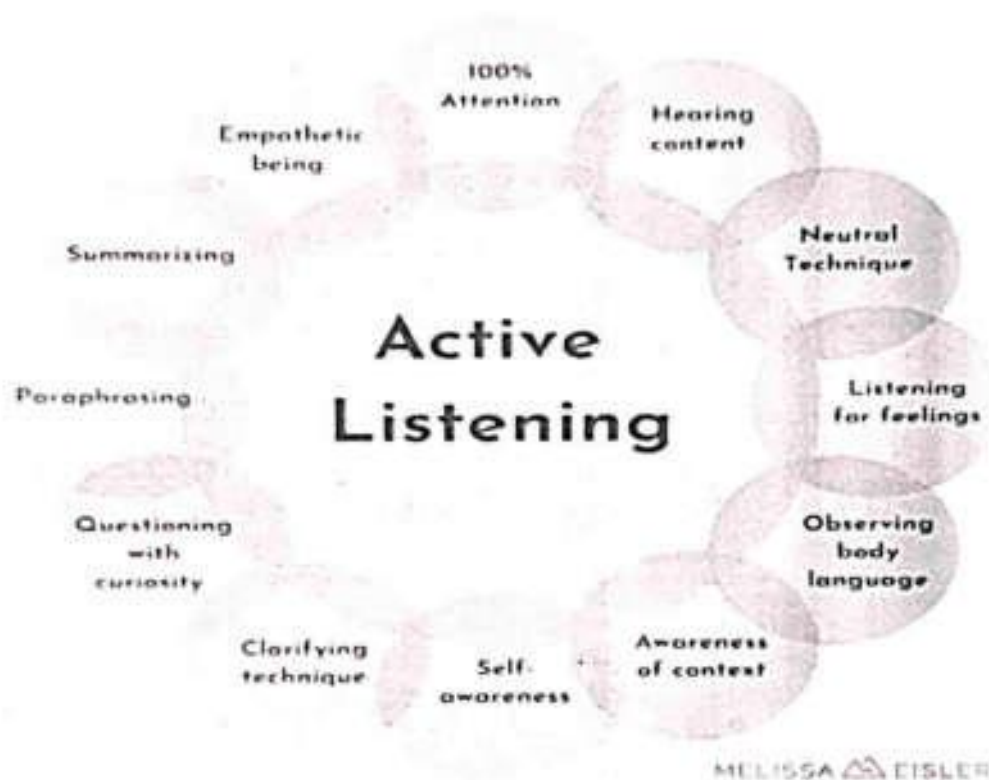 100%
Attention
Hearing
content
Neutral
Technique
Listening
for feelings
Observing
body
language
Awareness
of context
Self-
awareness
Clarifying
technique
Questioning
with
curiosity
Paraphrasing
Summarizing
Empathetic
being
Active
Listening
MELISSA EISLER